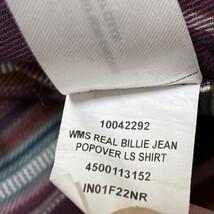 10042292
WMS REAL BILLIE JEAN
POPOVER LS SHIRT
4500113152
IN01F22NR